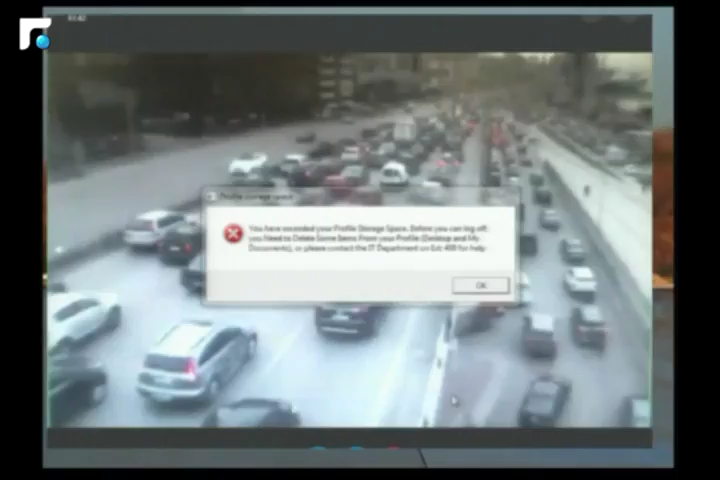 Profile storage space
You have exceeded your Profile Storage Space. Before you can log off,
you Need to Delete Some Items From your Profile (Desktop and My
Documents), or please contact the IT Department on Ext: 400 for help
OK